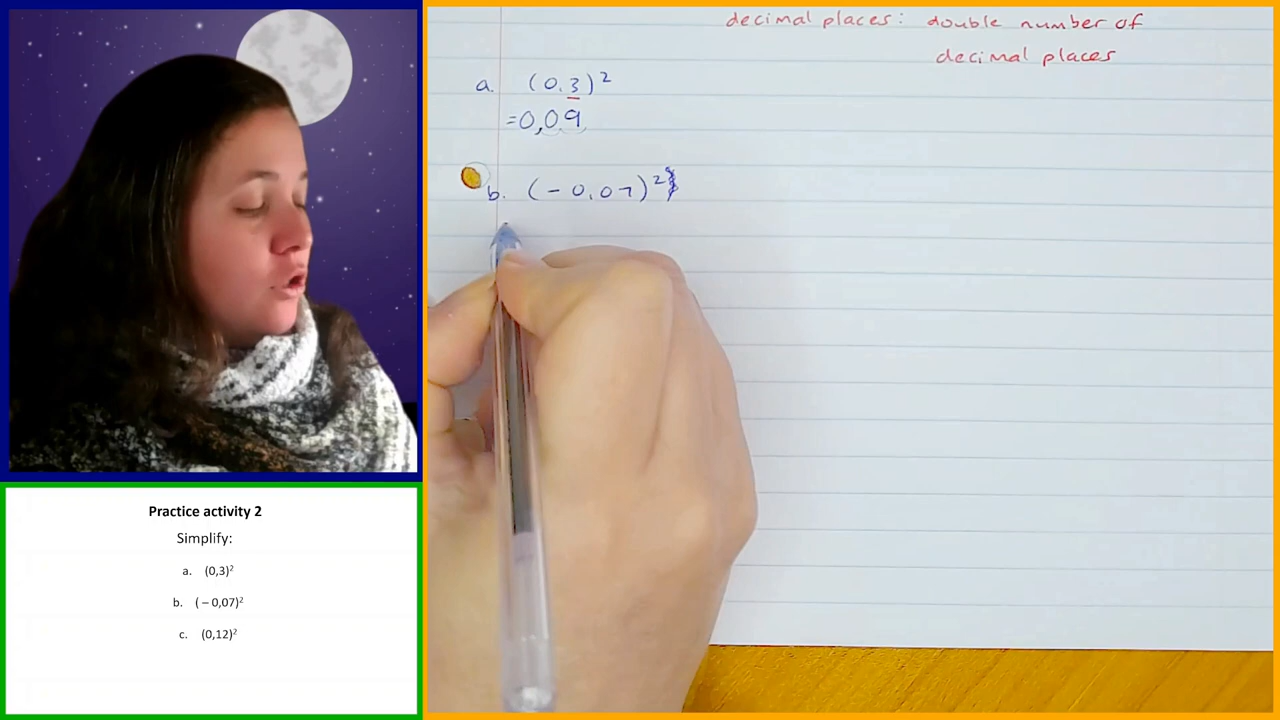 decimal places: double number of
decimal places
a. (0,3)²
=0,09
b. (-0,07)²
Practice activity 2
Simplify:
a. (0,3)²
b. (– 0,07)²
c. (0,12)²